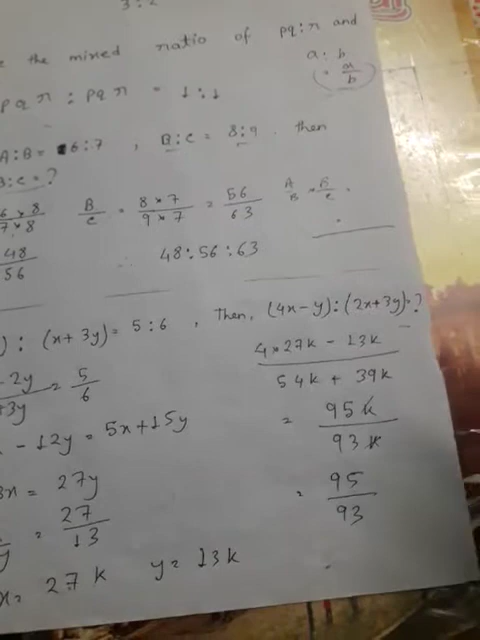 3 : 2
the mixed ratio of pq:r and
a : b
= a/b
pqr : pqr = 1:1
A:B = 6:7 , B:C = 8:9 . then
B:C = ?
6×8/7×8 B/C = 8×7/9×7 = 56/63 A/B × B/C .
48/56 48:56:63
) : (x+3y) = 5:6 , Then, (4x-y):(2x+3y)=?
-2y/+3y = 5/6 4×27k - 13k/54k + 39k
- 12y = 5x+15y = 95k/93k
3x = 27y
/y = 27/13 = 95/93
x = 27k y = 13k